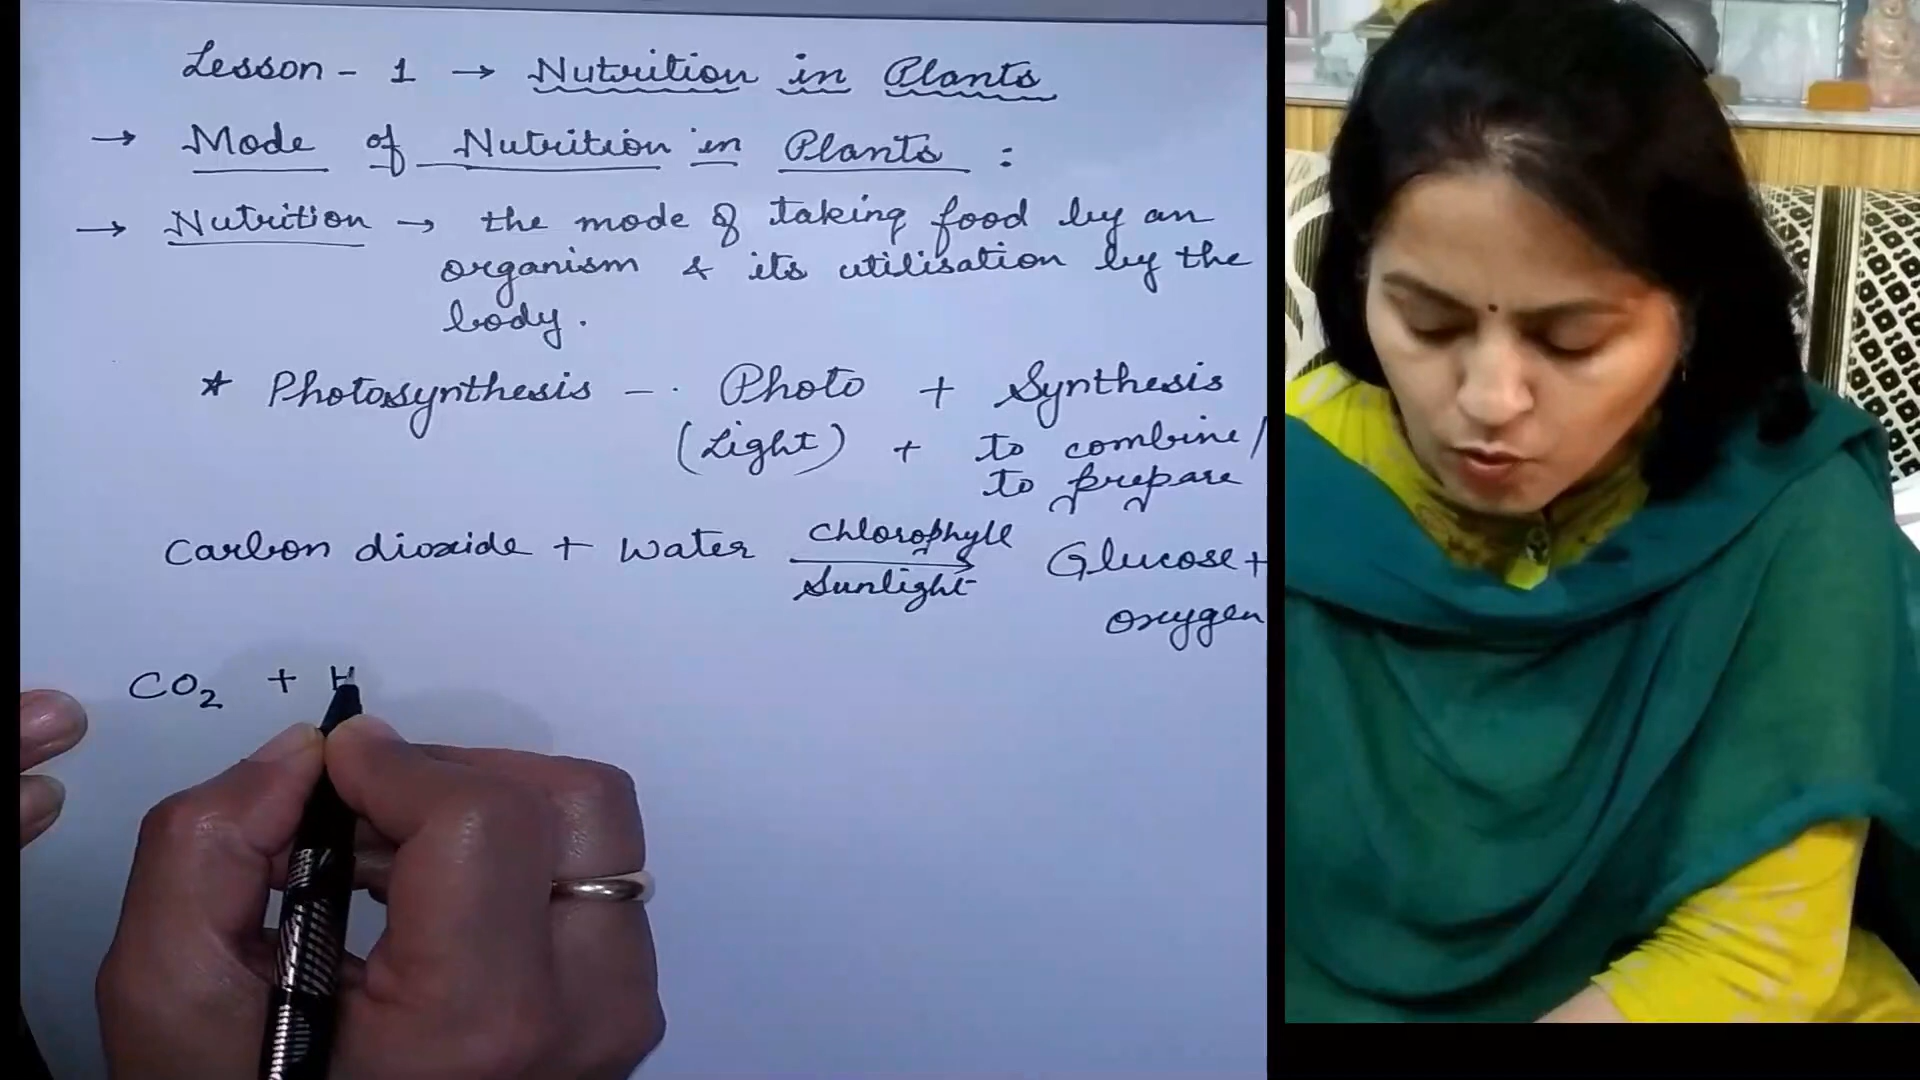 Lesson - 1 → Nutrition in Plants
→ Mode of Nutrition in Plants :
→ Nutrition → the mode of taking food by an
organism & its utilisation by the
body.
* Photosynthesis - Photo + Synthesis
(Light) + to combine/
to prepare
Carbon dioxide + Water Chlorophyll Glucose +
Sunlight
oxygen
CO2 + H